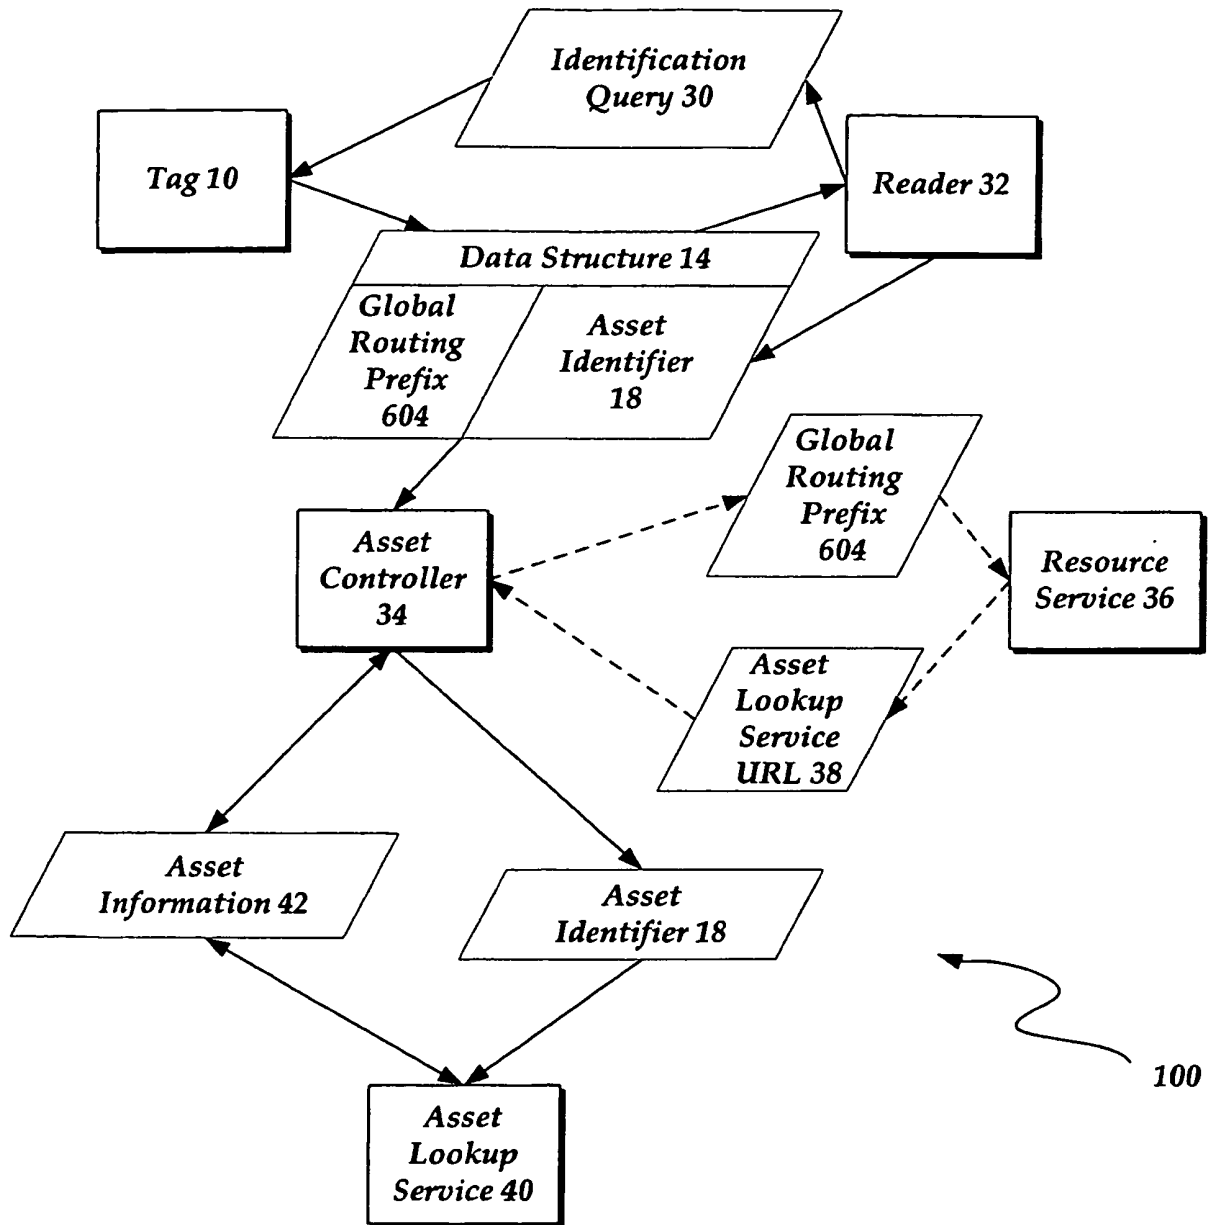 Identification
Query 30
Tag 10
Reader 32
Data Structure 14
Global
Routing
Prefix
604
Asset
Identifier
18
Global
Routing
Prefix
604
Asset
Controller
34
Resource
Service 36
Asset
Lookup
Service
URL 38
Asset
Information 42
Asset
Identifier 18
100
Asset
Lookup
Service 40